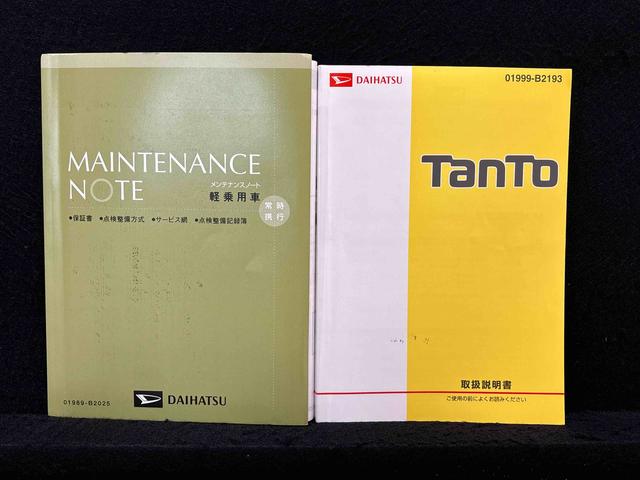 MAINTENANCE
NOTE
メンテナンスノート
軽乗用車
常時
携行
●保証書 ●点検整備方式 ●サービス網 ●点検整備記録簿
01989-B2025
DAIHATSU
DAIHATSU
01999-B2193
TanTo
取扱説明書
ご使用の前によくお読みください